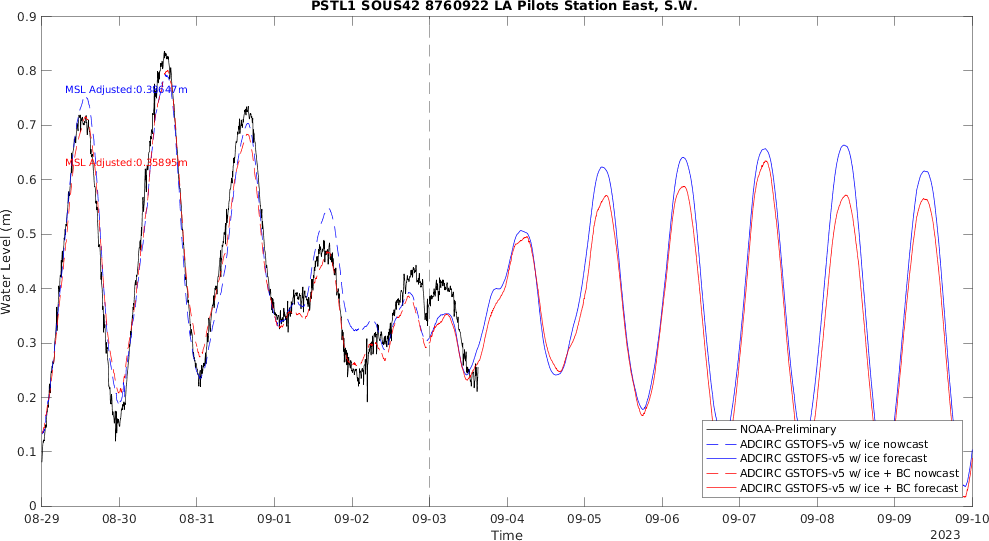 PSTL1 SOUS42 8760922 LA Pilots Station East, S.W.
0.9
0.8
0.7
0.6
0.5
0.4
0.3
0.2
0.1
0
Water Level (m)
MSL Adjusted:0.38647m
MSL Adjusted:0.35895m
NOAA-Preliminary
ADCIRC GSTOFS-v5 w/ ice nowcast
ADCIRC GSTOFS-v5 w/ ice forecast
ADCIRC GSTOFS-v5 w/ ice + BC nowcast
ADCIRC GSTOFS-v5 w/ ice + BC forecast
08-29 08-30 08-31 09-01 09-02 09-03 09-04 09-05 09-06 09-07 09-08 09-09 09-10
Time
2023